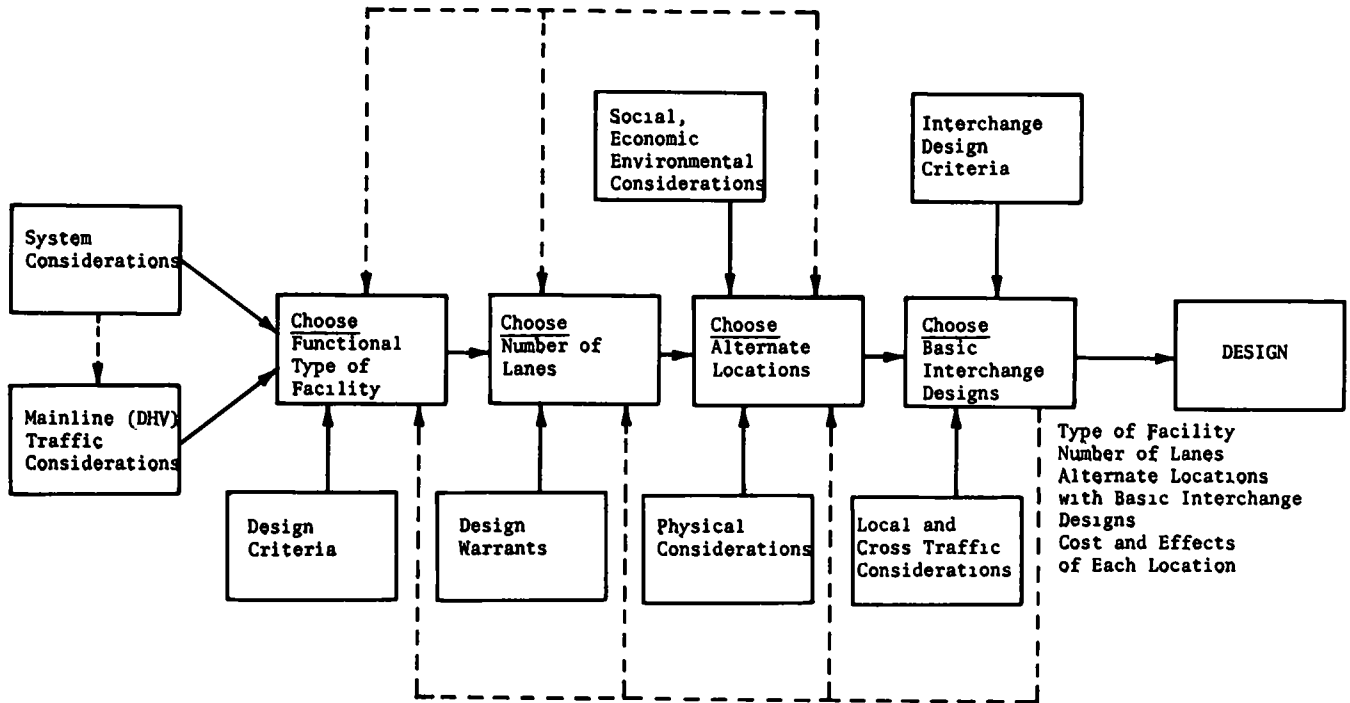 Social,
Economic
Environmental
Considerations
Interchange
Design
Criteria
System
Considerations
Mainline (DHV)
Traffic
Considerations
Choose
Functional
Type of
Facility
Choose
Number of
Lanes
Choose
Alternate
Locations
Choose
Basic
Interchange
Designs
DESIGN
Type of Facility
Number of Lanes
Alternate Locations
with Basic Interchange
Designs
Cost and Effects
of Each Location
Design
Criteria
Design
Warrants
Physical
Considerations
Local and
Cross Traffic
Considerations